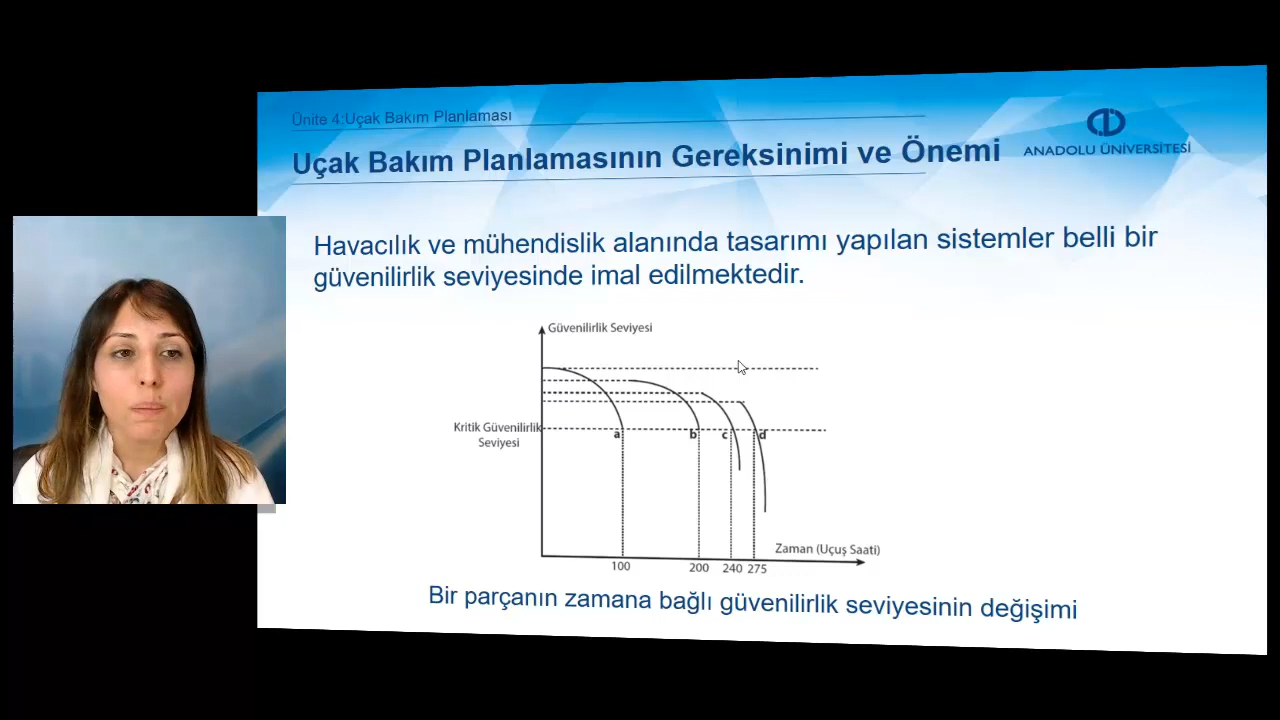 Ünite 4:Uçak Bakım Planlaması
Uçak Bakım Planlamasının Gereksinimi ve Önemi
ANADOLU ÜNİVERSİTESİ
Havacılık ve mühendislik alanında tasarımı yapılan sistemler belli bir
güvenilirlik seviyesinde imal edilmektedir.
Güvenilirlik Seviyesi
Kritik Güvenilirlik
Seviyesi
a b c d
Zaman (Uçuş Saati)
100 200 240 275
Bir parçanın zamana bağlı güvenilirlik seviyesinin değişimi